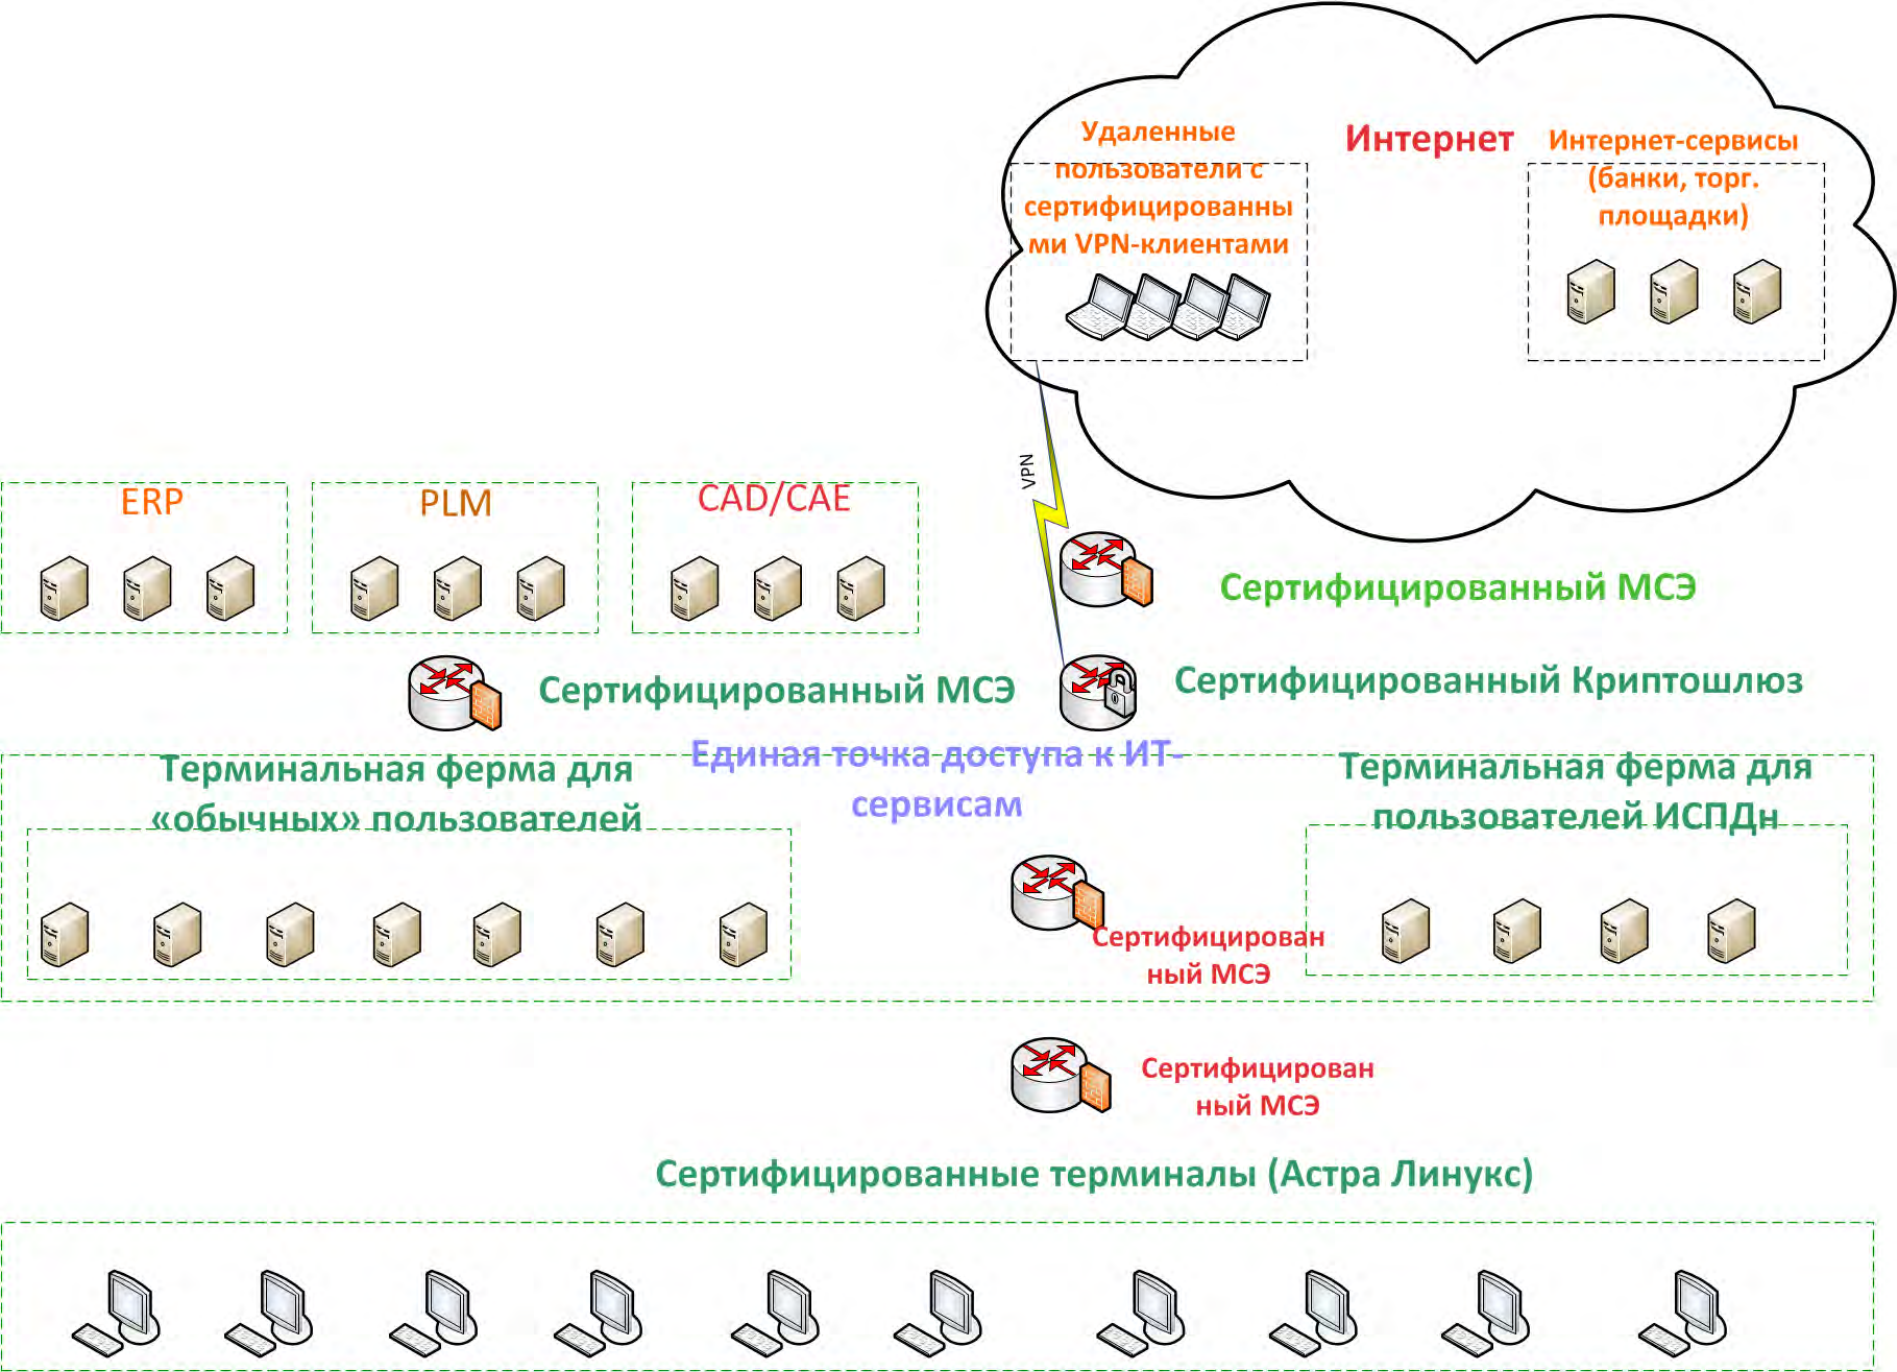 Удаленные
пользователи с
сертифицированны
ми VPN-клиентами
Интернет
Интернет-сервисы
(банки, торг.
площадки)
VPN
ERP
PLM
CAD/CAE
Сертифицированный МСЭ
Сертифицированный МСЭ
Сертифицированный Криптошлюз
Терминальная ферма для
«обычных» пользователей
Единая точка доступа к ИТ-
сервисам
Терминальная ферма для
пользователей ИСПДн
Сертифицирован
ный МСЭ
Сертифицирован
ный МСЭ
Сертифицированные терминалы (Астра Линукс)